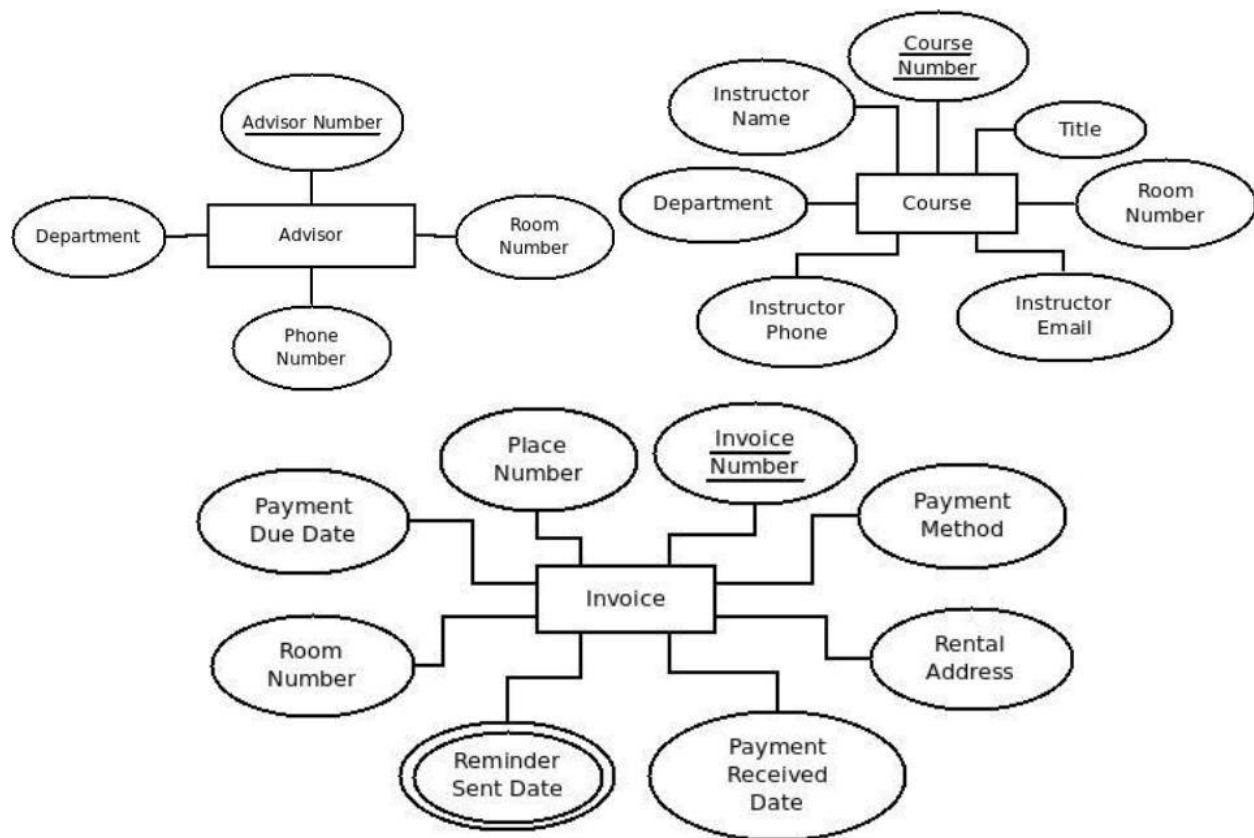 Advisor Number
Department
Advisor
Room
Number
Phone
Number
Course
Number
Instructor
Name
Title
Department
Course
Room
Number
Instructor
Phone
Instructor
Email
Place
Number
Invoice
Number
Payment
Due Date
Payment
Method
Invoice
Room
Number
Rental
Address
Reminder
Sent Date
Payment
Received
Date